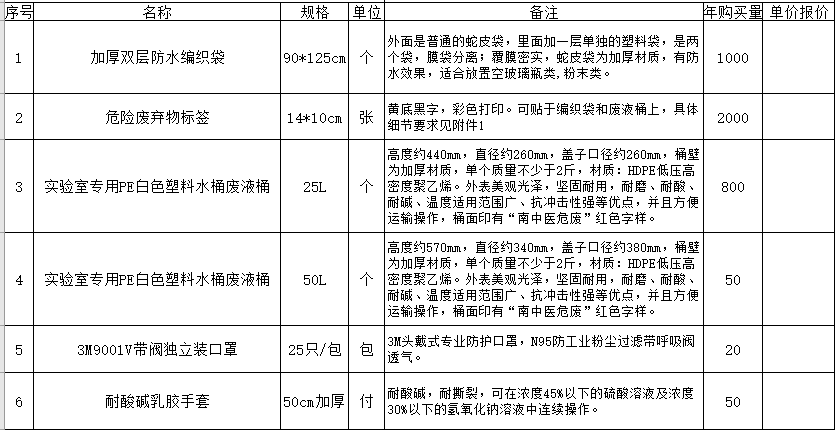 序号 名称 规格 单位 备注 年购买量 单价报价
1 加厚双层防水编织袋 90*125cm 个 外面是普通的蛇皮袋，里面加一层单独的塑料袋，是两
个袋，膜袋分离；覆膜密实，蛇皮袋为加厚材质，有防
水效果，适合放置空玻璃瓶类,粉末类。 1000
2 危险废弃物标签 14*10cm 张 黄底黑字，彩色打印。可贴于编织袋和废液桶上，具体
细节要求见附件1 2000
3 实验室专用PE白色塑料水桶废液桶 25L 个 高度约440mm，直径约260mm，盖子口径约260mm，桶壁
为加厚材质，单个质量不少于2斤，材质：HDPE低压高
密度聚乙烯。外表美观光泽，坚固耐用，耐磨、耐酸、
耐碱、温度适用范围广、抗冲击性强等优点，并且方便
运输操作，桶面印有“南中医危废”红色字样。 800
4 实验室专用PE白色塑料水桶废液桶 50L 个 高度约570mm，直径约340mm，盖子口径约380mm，桶壁
为加厚材质，单个质量不少于2斤，材质：HDPE低压高
密度聚乙烯。外表美观光泽，坚固耐用，耐磨、耐酸、
耐碱、温度适用范围广、抗冲击性强等优点，并且方便
运输操作，桶面印有“南中医危废”红色字样。 50
5 3M9001V带阀独立装口罩 25只/包 包 3M头戴式专业防护口罩，N95防工业粉尘过滤带呼吸阀
透气。 20
6 耐酸碱乳胶手套 50cm加厚 付 耐酸碱，耐撕裂，可在浓度45%以下的硫酸溶液及浓度
30%以下的氢氧化钠溶液中连续操作。 50